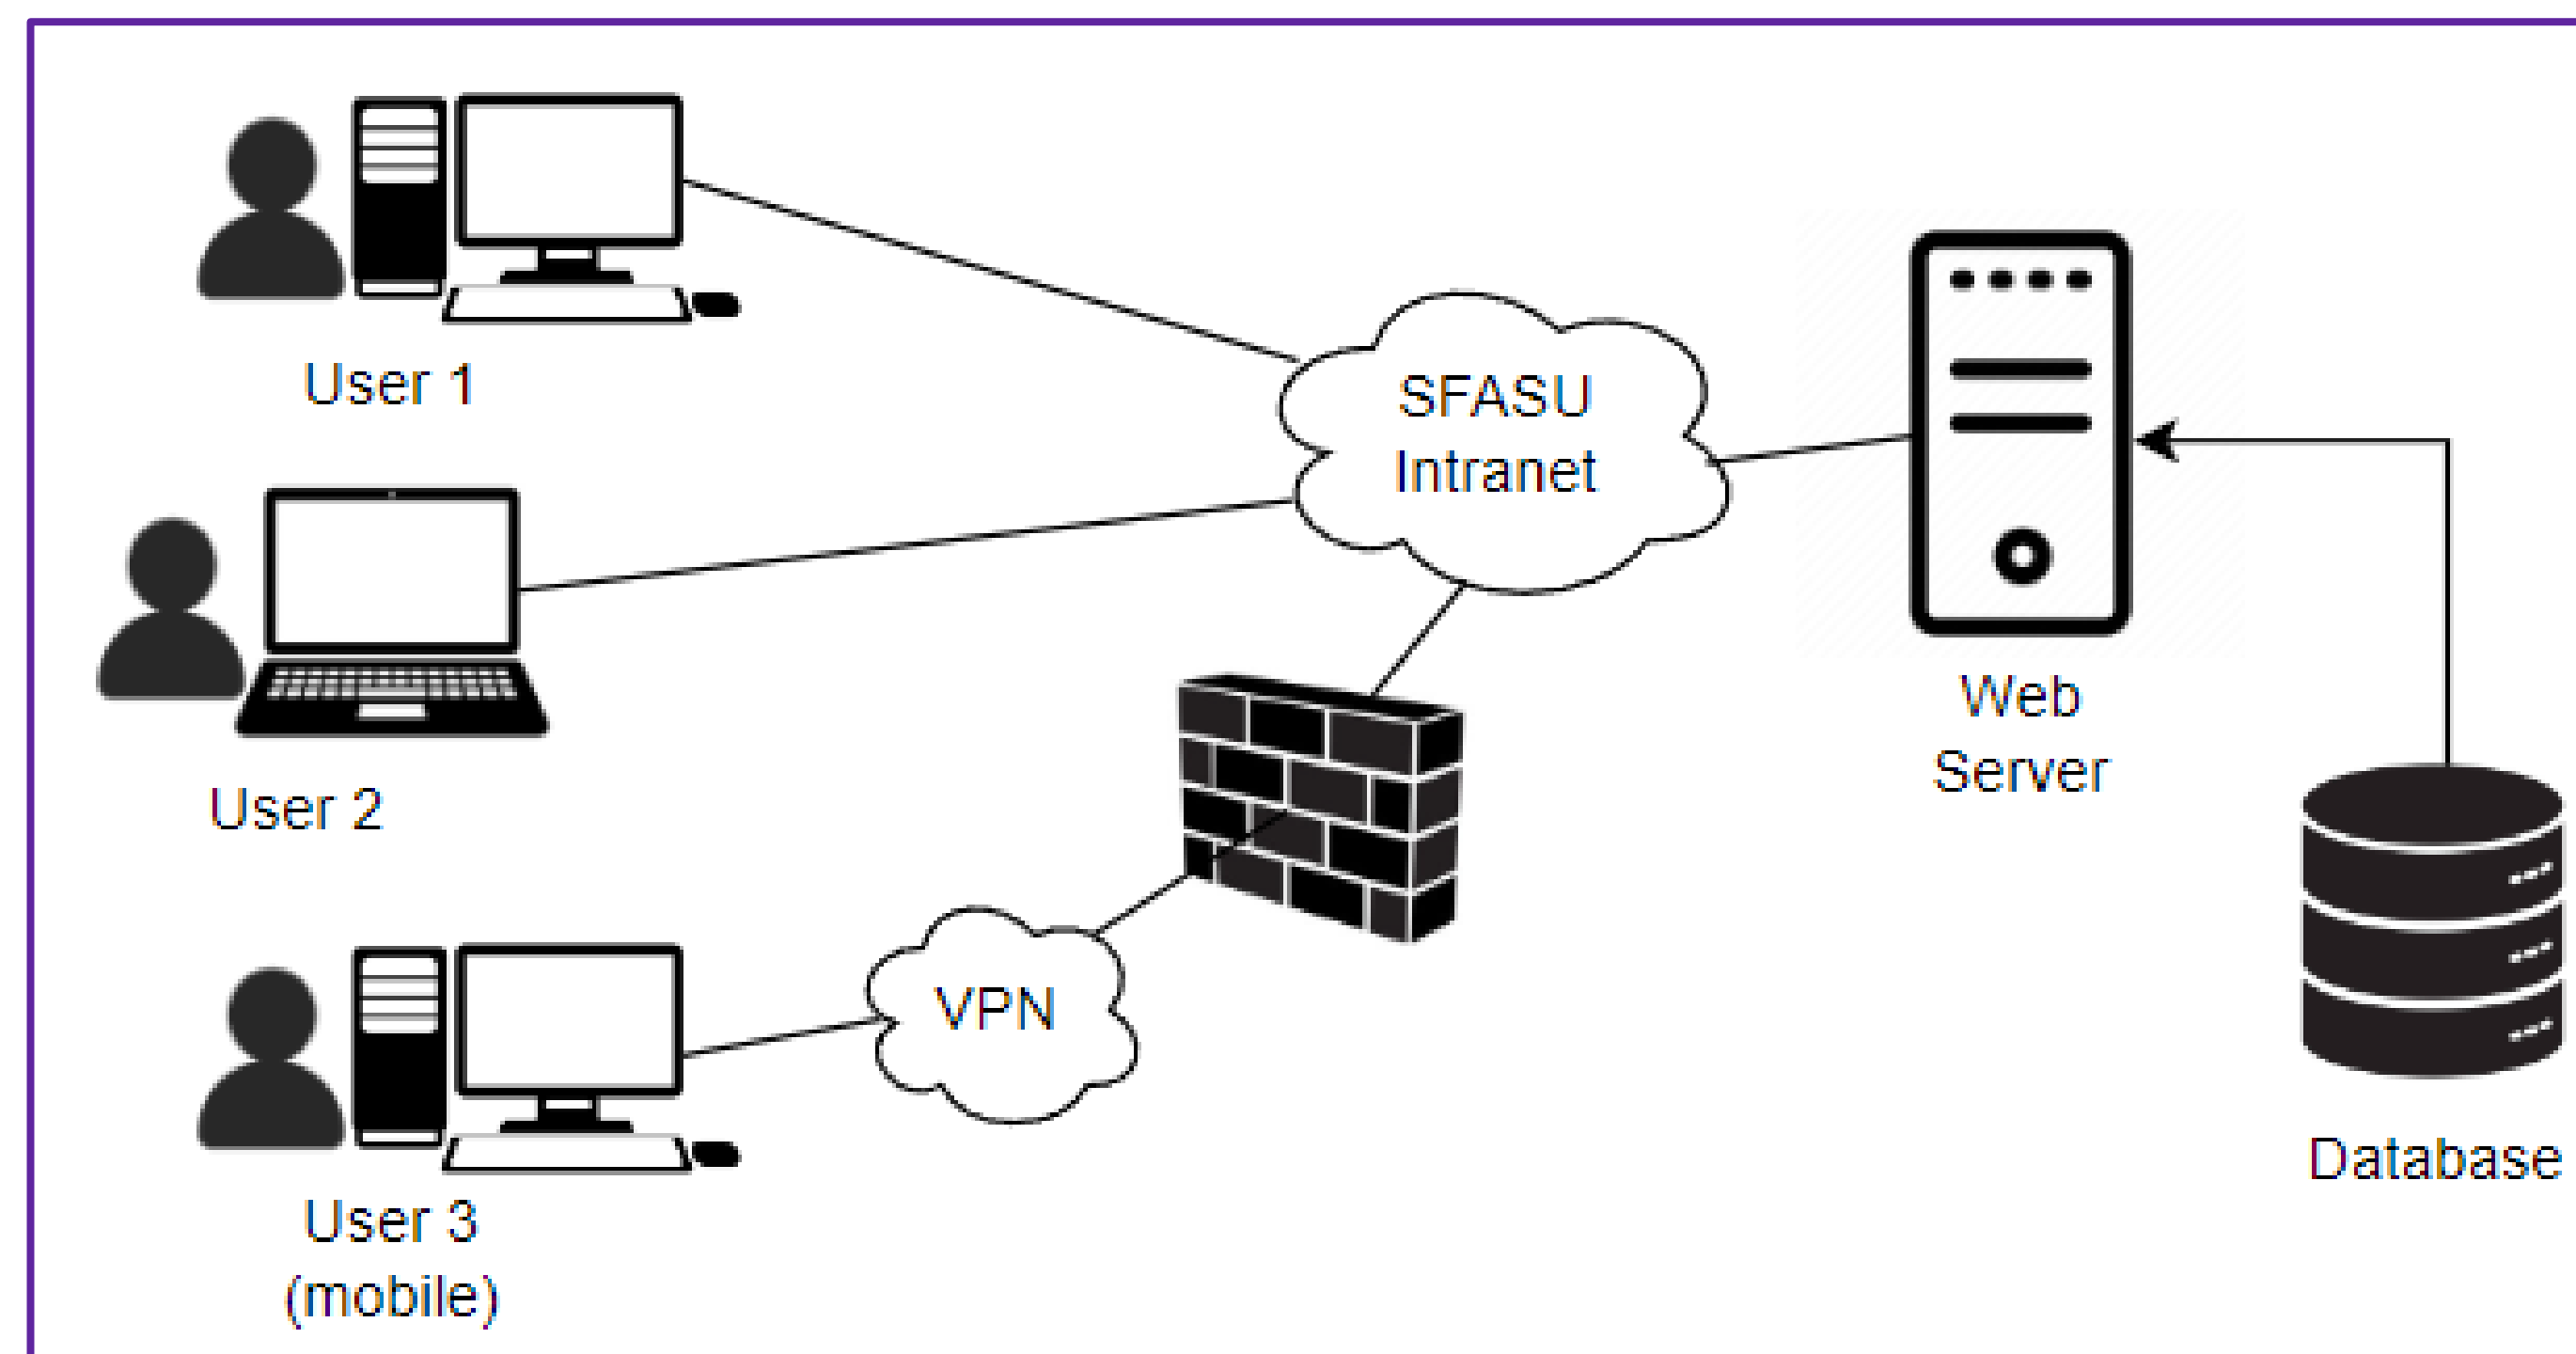 User 1
SFASU
Intranet
User 2
Web
Server
VPN
Database
User 3
(mobile)